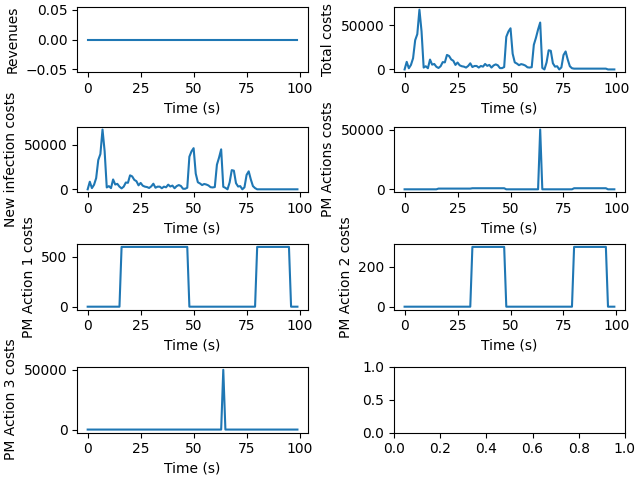 Revenues
0.05
0.00
−0.05
0 25 50 75 100
Time (s)
Total costs
50000
0
0 25 50 75 100
Time (s)
New infection costs
50000
0
0 25 50 75 100
Time (s)
PM Actions costs
50000
0
0 25 50 75 100
Time (s)
PM Action 1 costs
500
0
0 25 50 75 100
Time (s)
PM Action 2 costs
200
0
0 25 50 75 100
Time (s)
PM Action 3 costs
50000
0
0 25 50 75 100
Time (s)
1.0
0.5
0.0
0.0 0.2 0.4 0.6 0.8 1.0